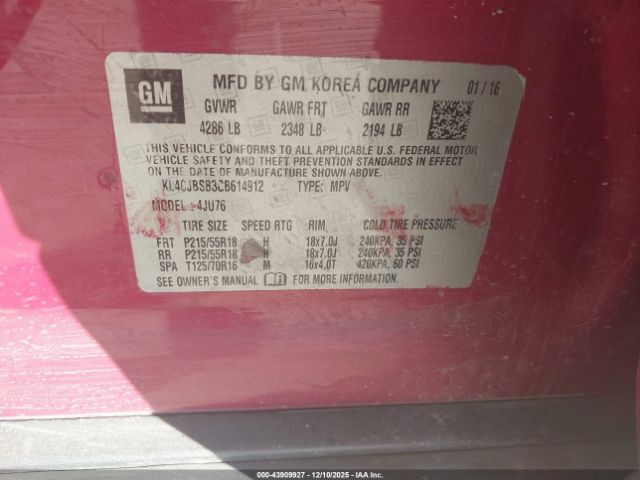 GM
MFD BY GM KOREA COMPANY 01 / 16
GVWR GAWR FRT GAWR RR
4286 LB 2348 LB 2194 LB
THIS VEHICLE CONFORMS TO ALL APPLICABLE U.S. FEDERAL MOTOR
VEHICLE SAFETY AND THEFT PREVENTION STANDARDS IN EFFECT
ON THE DATE OF MANUFACTURE SHOWN ABOVE.
KL4CJBSB3GB614912 TYPE: MPV
MODEL : 4JU76
TIRE SIZE SPEED RTG RIM COLD TIRE PRESSURE
FRT P215/55R18 H 18x7.0J 240KPA, 35 PSI
RR P215/55R18 H 18x7.0J 240KPA, 35 PSI
SPA T125/70R16 M 16x4.0T 420KPA, 60 PSI
SEE OWNER'S MANUAL FOR MORE INFORMATION
00-43909927 - 12/10/2025 - Copyright © 2025 IAA, LLC